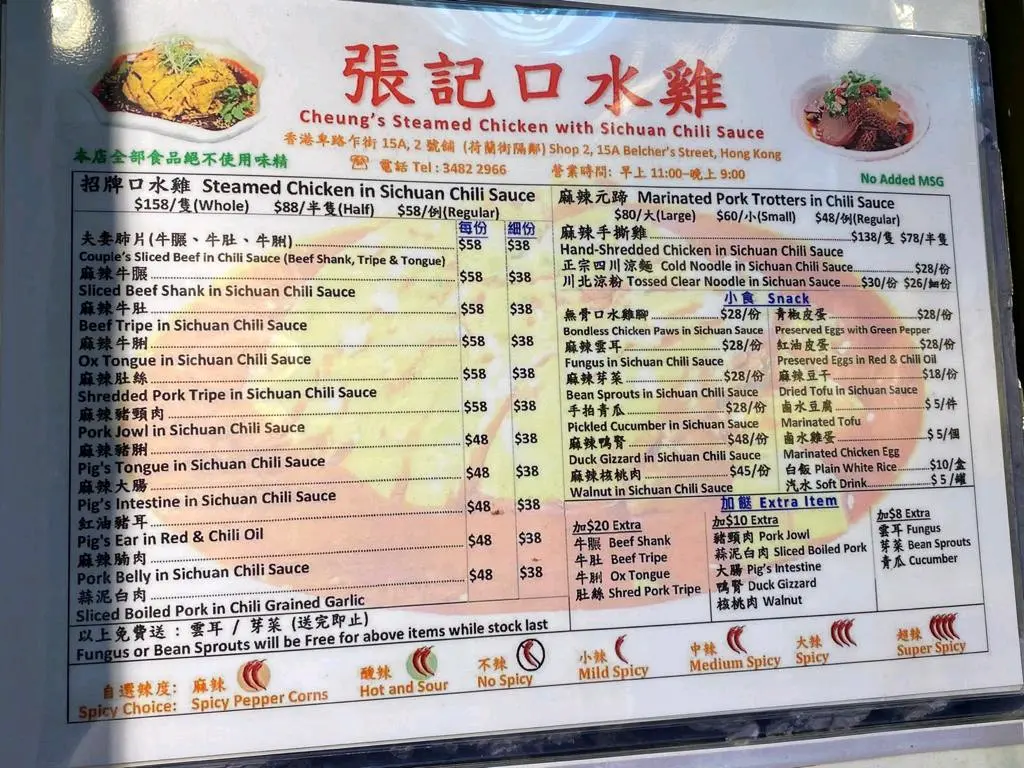 張記口水雞
Cheung's Steamed Chicken with Sichuan Chili Sauce
香港卑路乍街 15A, 2 號鋪 (荷蘭街隔鄰) Shop 2, 15A Belcher's Street, Hong Kong
本店全部食品絕不使用味精
☏ 電話 Tel : 3482 2966
營業時間: 早上 11:00–晚上 9:00
No Added MSG
招牌口水雞 Steamed Chicken in Sichuan Chili Sauce
$158/隻(Whole) $88/半隻(Half) $58/例(Regular)
每份 細份
夫妻肺片(牛𦟌、牛肚、牛脷) $58 $38
Couple's Sliced Beef in Chili Sauce (Beef Shank, Tripe & Tongue)
麻辣牛𦟌 $58 $38
Sliced Beef Shank in Sichuan Chili Sauce
麻辣牛肚 $58 $38
Beef Tripe in Sichuan Chili Sauce
麻辣牛脷 $58 $38
Ox Tongue in Sichuan Chili Sauce
麻辣肚絲 $58 $38
Shredded Pork Tripe in Sichuan Chili Sauce
麻辣豬頸肉 $58 $38
Pork Jowl in Sichuan Chili Sauce
麻辣豬脷 $48 $38
Pig's Tongue in Sichuan Chili Sauce
麻辣大腸 $48 $38
Pig's Intestine in Sichuan Chili Sauce
紅油豬耳 $48 $38
Pig's Ear in Red & Chili Oil
麻辣腩肉 $48 $38
Pork Belly in Sichuan Chili Sauce
蒜泥白肉 $48 $38
Sliced Boiled Pork in Chili Grained Garlic
以上免費送 : 雲耳 / 芽菜 (送完即止)
Fungus or Bean Sprouts will be Free for above items while stock last
麻辣元蹄 Marinated Pork Trotters in Chili Sauce
$80/大(Large) $60/小(Small) $48/例(Regular)
麻辣手撕雞 $138/隻 $78/半隻
Hand-Shredded Chicken in Sichuan Chili Sauce
正宗四川涼麵 Cold Noodle in Sichuan Chili Sauce $28/份
川北涼粉 Tossed Clear Noodle in Sichuan Sauce $30/份 $26/細份
小食 Snack
無骨口水雞腳 $28/份
Bondless Chicken Paws in Sichuan Sauce
麻辣雲耳 $28/份
Fungus in Sichuan Chili Sauce
麻辣芽菜 $28/份
Bean Sprouts in Sichuan Chili Sauce
手拍青瓜 $28/份
Pickled Cucumber in Sichuan Sauce
麻辣鴨腎 $48/份
Duck Gizzard in Sichuan Chili Sauce
麻辣核桃肉 $45/份
Walnut in Sichuan Chili Sauce
青椒皮蛋 $28/份
Preserved Eggs with Green Pepper
紅油皮蛋 $28/份
Preserved Eggs in Red & Chili Oil
麻辣豆干 $18/份
Dried Tofu in Sichuan Sauce
鹵水豆腐 $ 5/件
Marinated Tofu
鹵水雞蛋 $ 5/個
Marinated Chicken Egg
白飯 Plain White Rice $10/盒
汽水 Soft Drink $ 5/罐
加餸 Extra Item
加$20 Extra
牛𦟌 Beef Shank
牛肚 Beef Tripe
牛脷 Ox Tongue
肚絲 Shred Pork Tripe
加$10 Extra
豬頸肉 Pork Jowl
蒜泥白肉 Sliced Boiled Pork
大腸 Pig's Intestine
鴨腎 Duck Gizzard
核桃肉 Walnut
加$8 Extra
雲耳 Fungus
芽菜 Bean Sprouts
青瓜 Cucumber
自選辣度:
Spicy Choice:
麻辣
Spicy Pepper Corns
酸辣
Hot and Sour
不辣
No Spicy
小辣
Mild Spicy
中辣
Medium Spicy
大辣
Spicy
超辣
Super Spicy